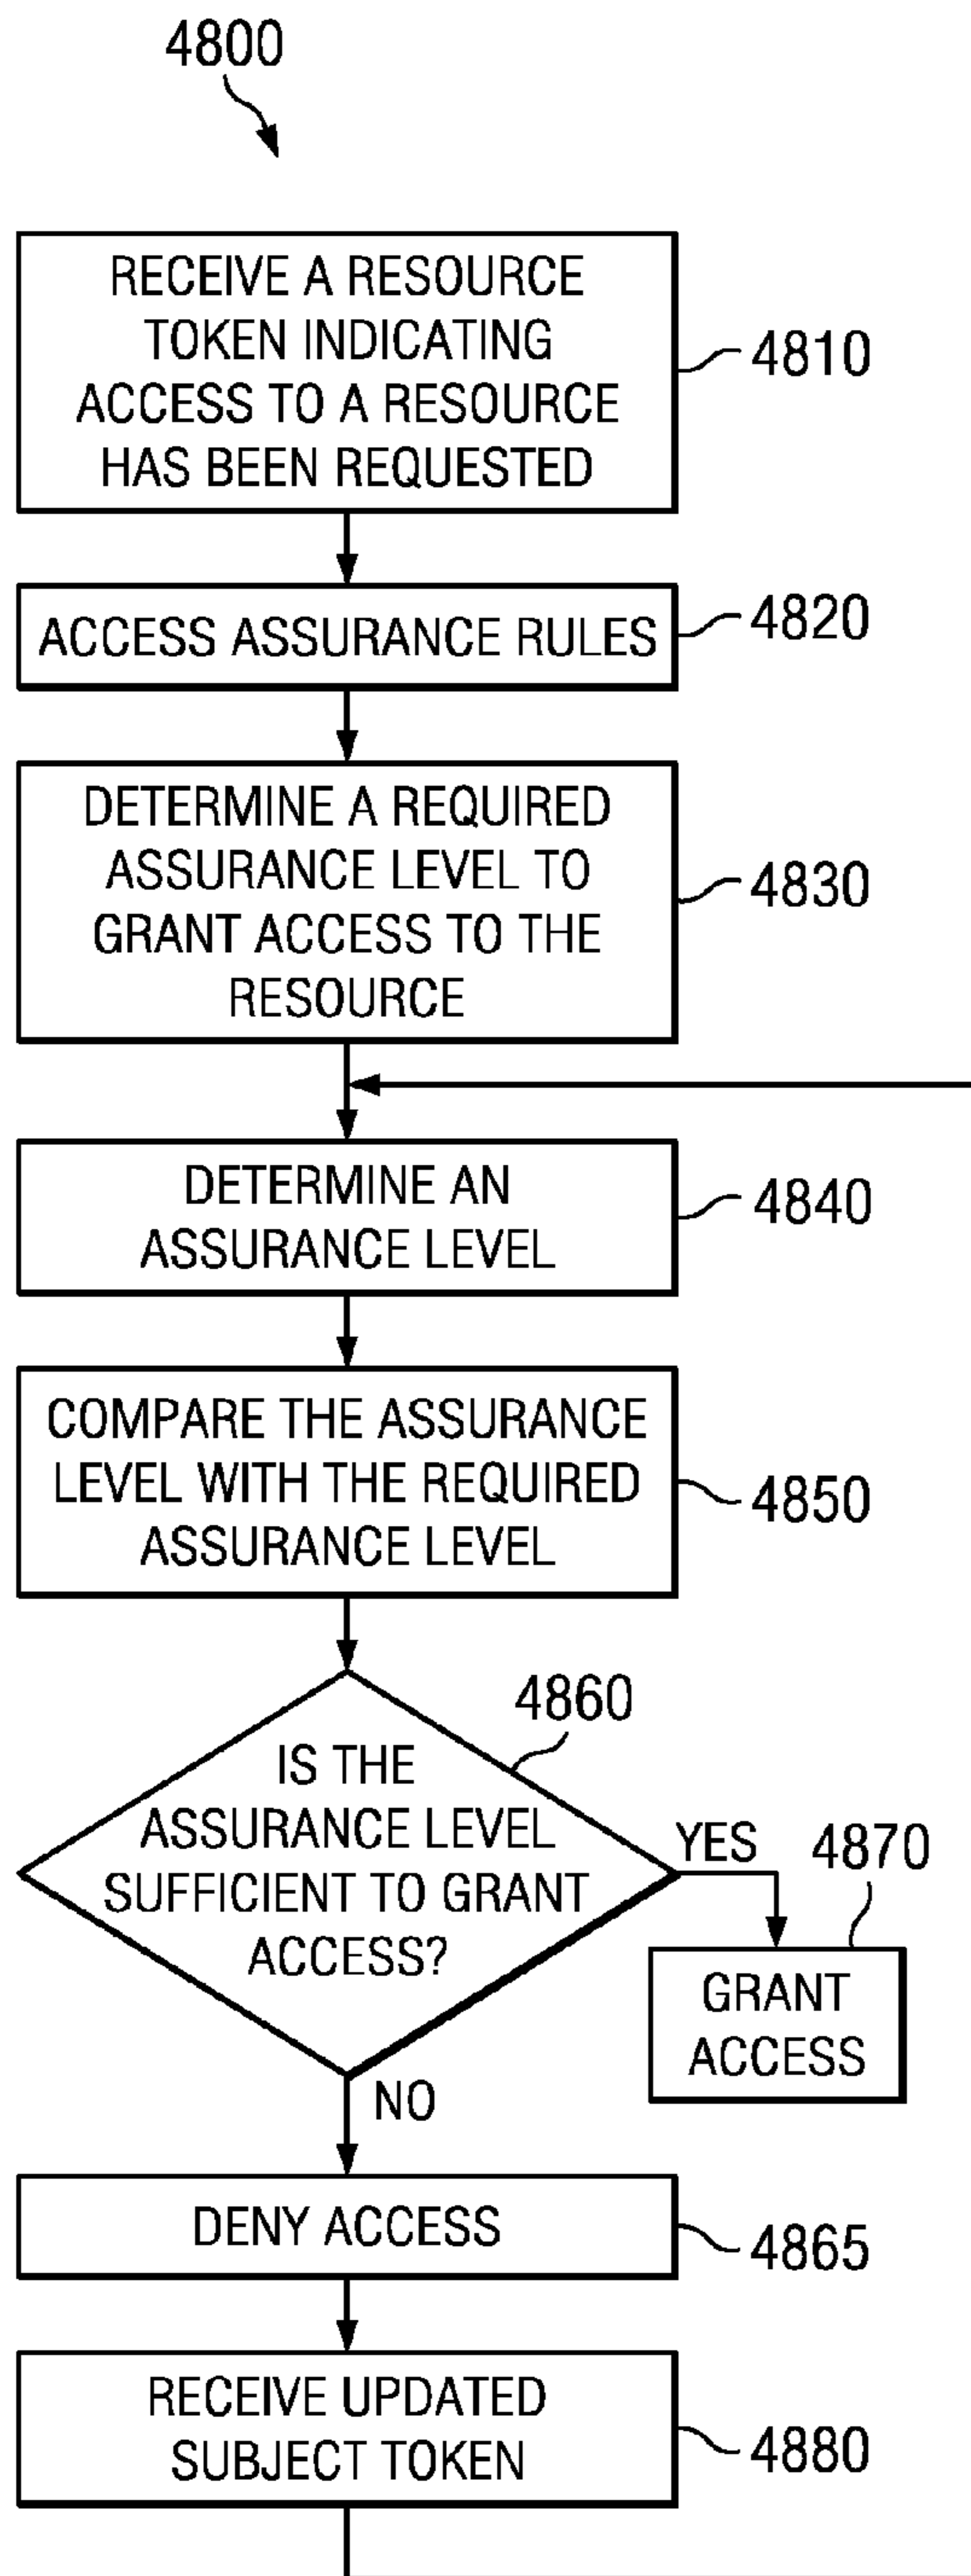 4800
RECEIVE A RESOURCE
TOKEN INDICATING
ACCESS TO A RESOURCE
HAS BEEN REQUESTED
4810
ACCESS ASSURANCE RULES
4820
DETERMINE A REQUIRED
ASSURANCE LEVEL TO
GRANT ACCESS TO THE
RESOURCE
4830
DETERMINE AN
ASSURANCE LEVEL
4840
COMPARE THE ASSURANCE
LEVEL WITH THE REQUIRED
ASSURANCE LEVEL
4850
4860
IS THE
ASSURANCE LEVEL
SUFFICIENT TO GRANT
ACCESS?
YES
4870
GRANT
ACCESS
NO
DENY ACCESS
4865
RECEIVE UPDATED
SUBJECT TOKEN
4880